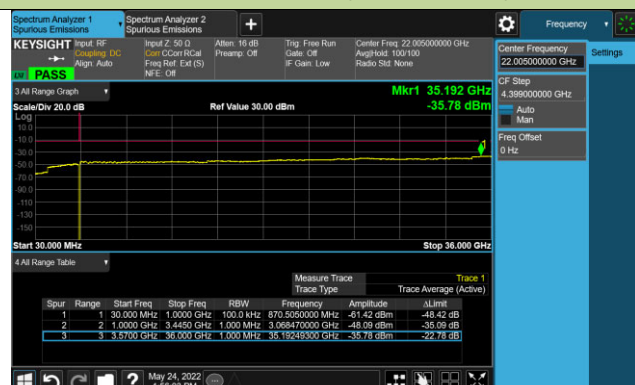 Spectrum Analyzer 1
Spurious Emissions
Spectrum Analyzer 2
Spurious Emissions
+
Frequency
KEYSIGHT
Input: RF
Coupling: DC
Align: Auto
PASS
Input Z: 50 Ω
Corr CCorr RCal
Freq Ref: Ext (S)
NFE: Off
Atten: 16 dB
Preamp: Off
Trig: Free Run
Gate: Off
IF Gain: Low
Center Freq: 22.005000000 GHz
Avg|Hold: 100/100
Radio Std: None
Center Frequency
22.005000000 GHz
Settings
CF Step
4.399000000 GHz
Auto
Man
Freq Offset
0 Hz
3 All Range Graph
Mkr1 35.192 GHz
Scale/Div 20.0 dB
Ref Value 30.00 dBm
-35.78 dBm
Log
10.0
-10.0
-30.0
-50.0
-70.0
-90.0
-110
-130
-150
1
Start 30.000 MHz
Stop 36.000 GHz
4 All Range Table
Measure Trace Trace 1
Trace Type Trace Average (Active)
Spur Range Start Freq Stop Freq RBW Frequency Amplitude ΔLimit
1 1 30.000 MHz 1.0000 GHz 100.0 kHz 870.5050000 MHz -61.42 dBm -48.42 dB
2 2 1.0000 GHz 3.4450 GHz 1.000 MHz 3.068470000 GHz -48.09 dBm -35.09 dB
3 3 3.5700 GHz 36.000 GHz 1.000 MHz 35.19249300 GHz -35.78 dBm -22.78 dB
?
May 24, 2022